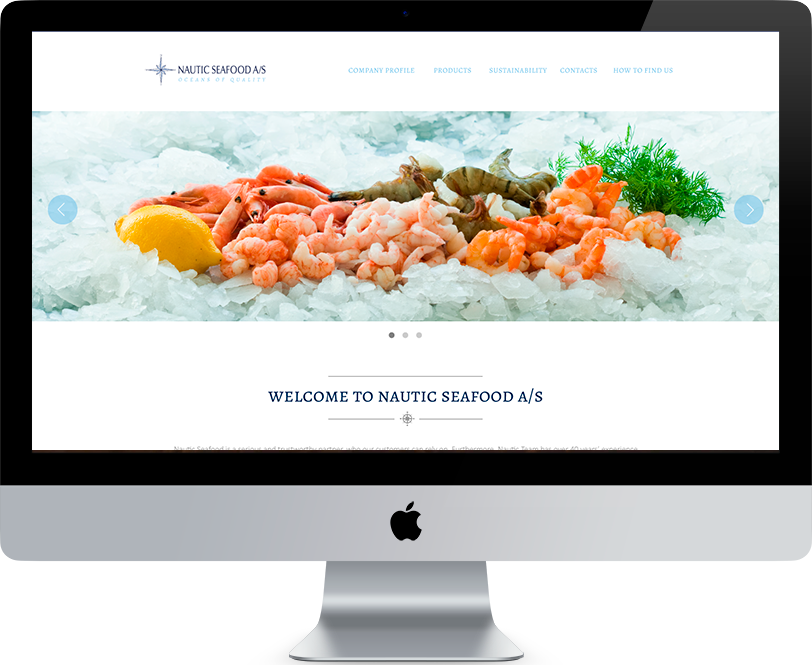 NAUTIC SEAFOOD A/S
OCEANS OF QUALITY
COMPANY PROFILE PRODUCTS SUSTAINABILITY CONTACTS HOW TO FIND US
WELCOME TO NAUTIC SEAFOOD A/S
Nautic Seafood is a serious and trustworthy partner, who our customers can rely on. Furthermore, Nautic Team has over 40 years' experience